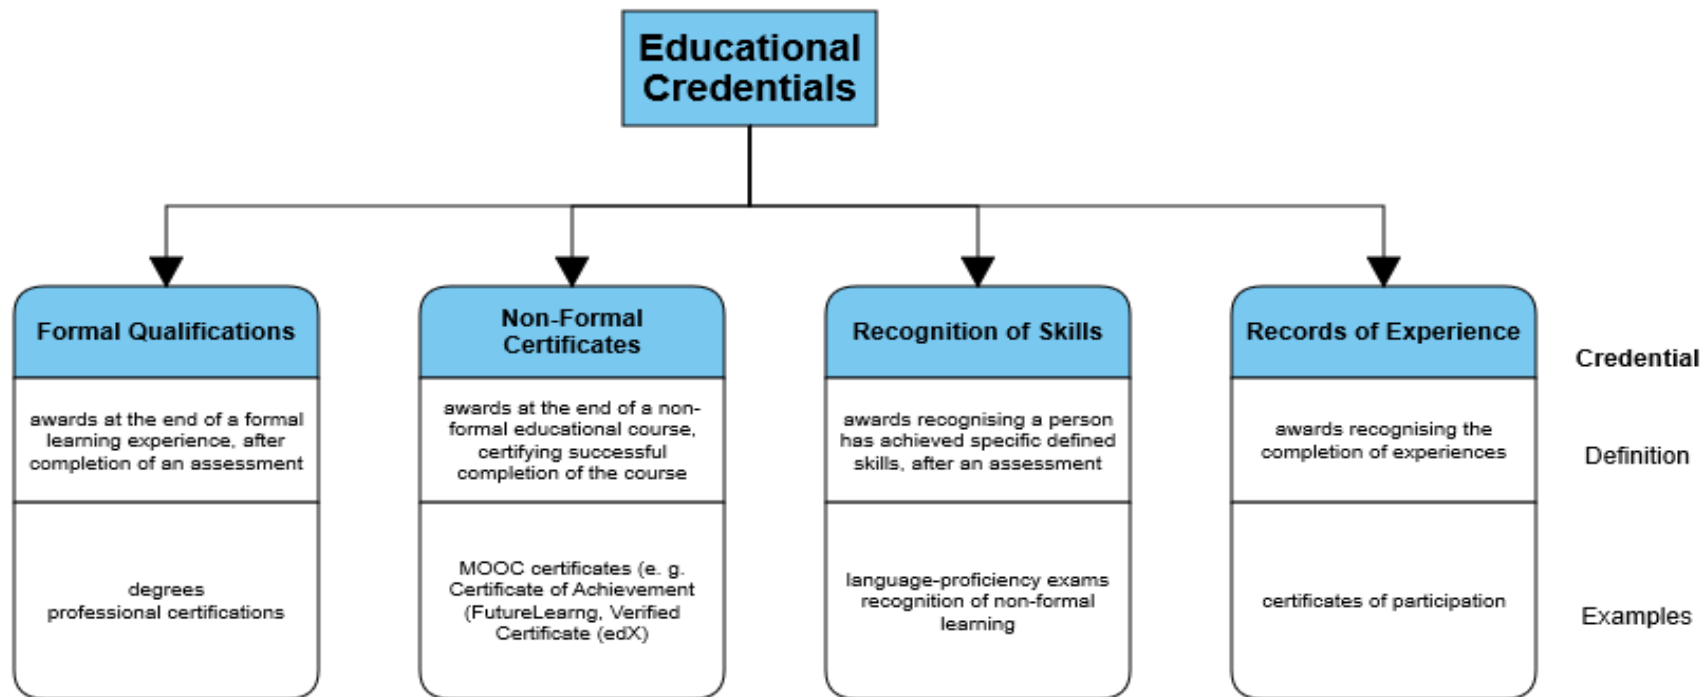 Educational
Credentials
Formal Qualifications
awards at the end of a formal
learning experience, after
completion of an assessment
degrees
professional certifications
Non-Formal
Certificates
awards at the end of a non-
formal educational course,
certifying successful
completion of the course
MOOC certificates (e. g.
Certificate of Achievement
(FutureLearng, Verified
Certificate (edX)
Recognition of Skills
awards recognising a person
has achieved specific defined
skills, after an assessment
language-proficiency exams
recognition of non-formal
learning
Records of Experience
awards recognising the
completion of experiences
certificates of participation
Credential
Definition
Examples